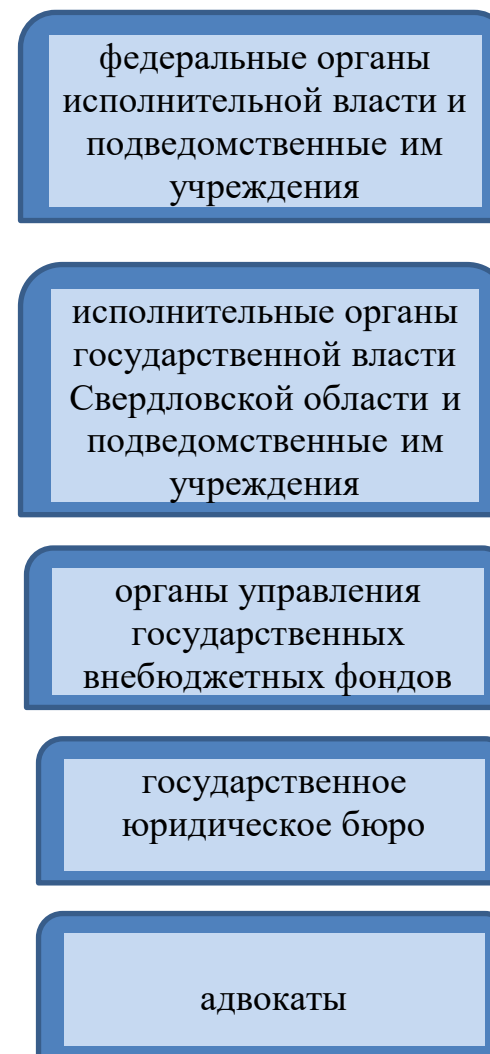 федеральные органы
исполнительной власти и
подведомственные им
учреждения
исполнительные органы
государственной власти
Свердловской области и
подведомственные им
учреждения
органы управления
государственных
внебюджетных фондов
государственное
юридическое бюро
адвокаты